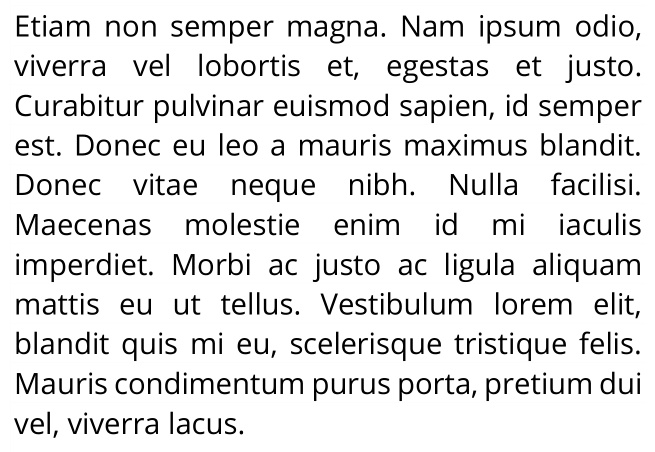 Etiam non semper magna. Nam ipsum odio,
viverra vel lobortis et, egestas et justo.
Curabitur pulvinar euismod sapien, id semper
est. Donec eu leo a mauris maximus blandit.
Donec vitae neque nibh. Nulla facilisi.
Maecenas molestie enim id mi iaculis
imperdiet. Morbi ac justo ac ligula aliquam
mattis eu ut tellus. Vestibulum lorem elit,
blandit quis mi eu, scelerisque tristique felis.
Mauris condimentum purus porta, pretium dui
vel, viverra lacus.